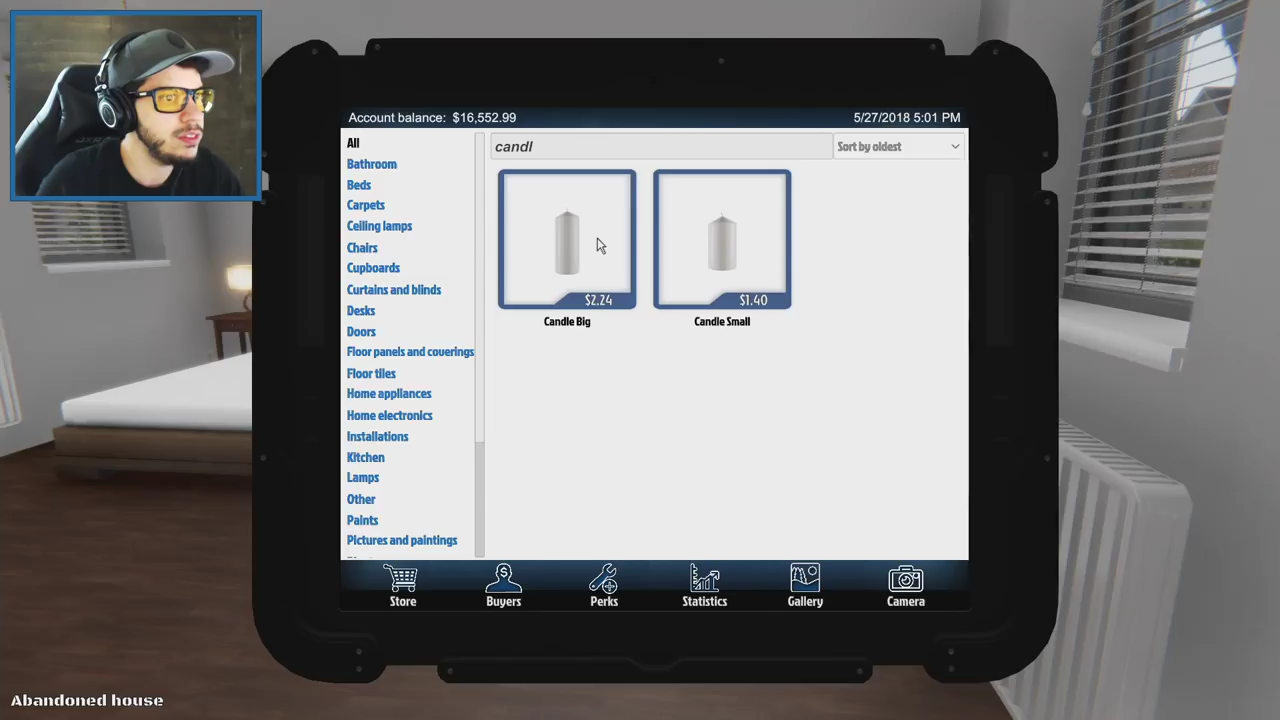 Account balance: $16,552.99
5/27/2018 5:01 PM
All
Bathroom
Beds
Carpets
Ceiling lamps
Chairs
Cupboards
Curtains and blinds
Desks
Doors
Floor panels and coverings
Floor tiles
Home appliances
Home electronics
Installations
Kitchen
Lamps
Other
Paints
Pictures and paintings
candl
Sort by oldest
$2.24
Candle Big
$1.40
Candle Small
Store
Buyers
Perks
Statistics
Gallery
Camera
Abandoned house